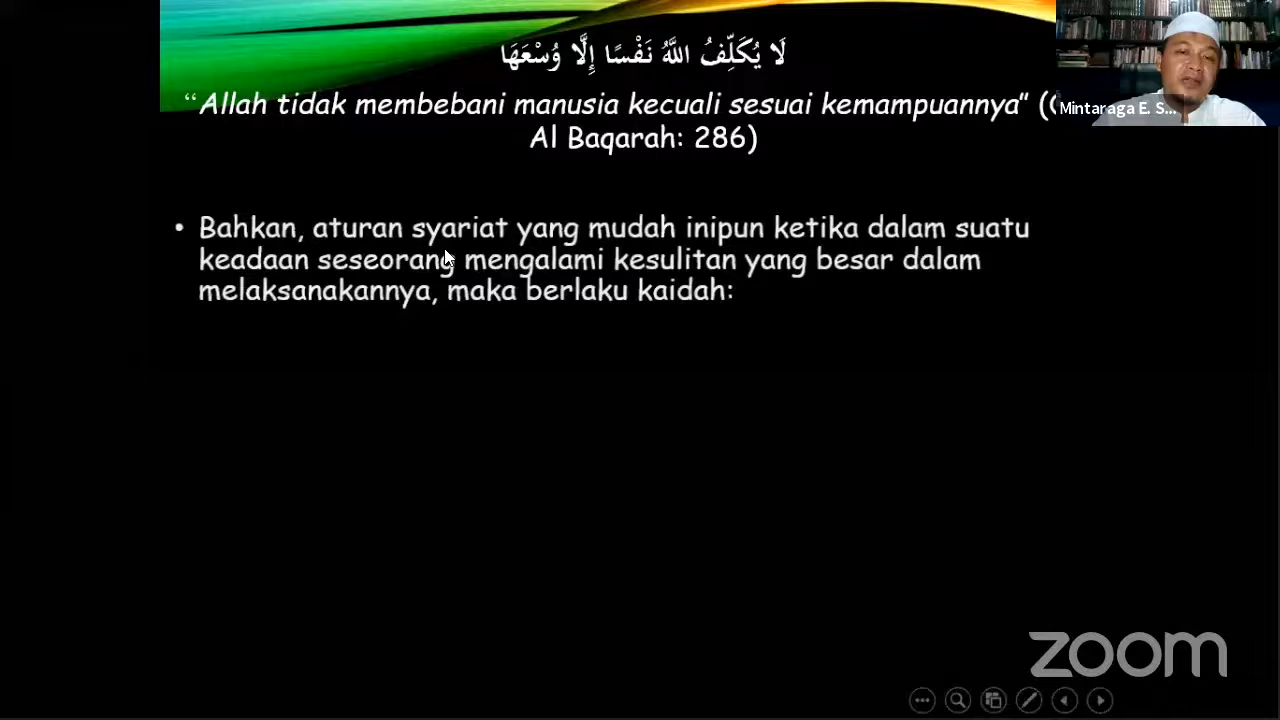 لَا يُكَلِّفُ اللَّهُ نَفْسًا إِلَّا وُسْعَهَا
“Allah tidak membebani manusia kecuali sesuai kemampuannya” (
Al Baqarah: 286)
Mintaraga E. S...
• Bahkan, aturan syariat yang mudah inipun ketika dalam suatu
keadaan seseorang mengalami kesulitan yang besar dalam
melaksanakannya, maka berlaku kaidah:
zoom